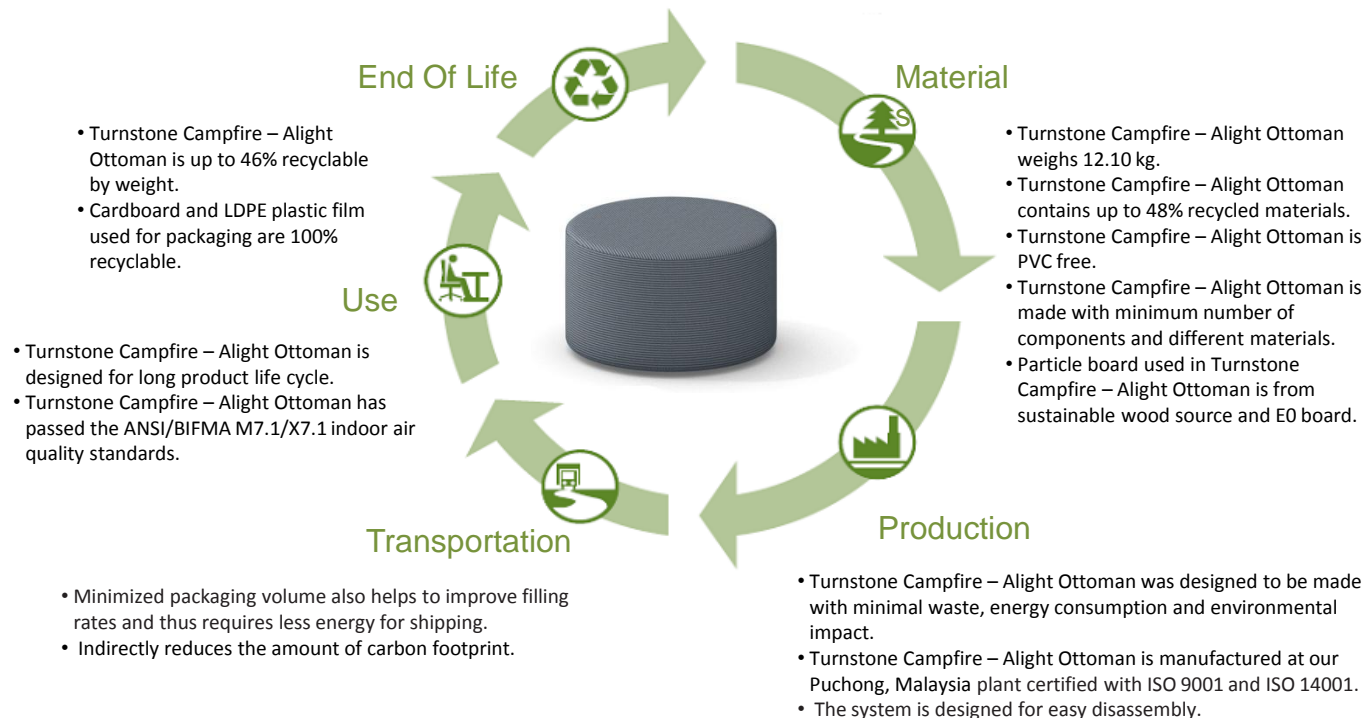 End Of Life
• Turnstone Campfire – Alight
Ottoman is up to 46% recyclable
by weight.
• Cardboard and LDPE plastic film
used for packaging are 100%
recyclable.
Material
S
• Turnstone Campfire – Alight Ottoman
weighs 12.10 kg.
• Turnstone Campfire – Alight Ottoman
contains up to 48% recycled materials.
• Turnstone Campfire – Alight Ottoman is
PVC free.
• Turnstone Campfire – Alight Ottoman is
made with minimum number of
components and different materials.
• Particle board used in Turnstone
Campfire – Alight Ottoman is from
sustainable wood source and E0 board.
Use
• Turnstone Campfire – Alight Ottoman is
designed for long product life cycle.
• Turnstone Campfire – Alight Ottoman has
passed the ANSI/BIFMA M7.1/X7.1 indoor air
quality standards.
Transportation
• Minimized packaging volume also helps to improve filling
rates and thus requires less energy for shipping.
• Indirectly reduces the amount of carbon footprint.
Production
• Turnstone Campfire – Alight Ottoman was designed to be made
with minimal waste, energy consumption and environmental
impact.
• Turnstone Campfire – Alight Ottoman is manufactured at our
Puchong, Malaysia plant certified with ISO 9001 and ISO 14001.
• The system is designed for easy disassembly.